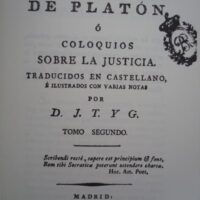 DE PLATÓN,
Ó
COLOQUIOS
SOBRE LA JUSTICIA.
TRADUCIDOS EN CASTELLANO,
É ILUSTRADOS CON VARIAS NOTAS
POR
D. J. T. Y G.
TOMO SEGUNDO.
Scribendi rectè, sapere est principium & fons,
Rem tibi Socraticæ poterunt ostendere chartæ.
Hor. Art. Poet.
MADRID: